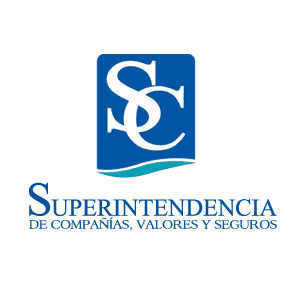 SC
SUPERINTENDENCIA
DE COMPAÑÍAS, VALORES Y SEGUROS